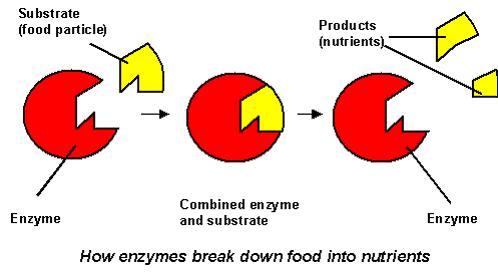 Substrate
(food particle)
Products
(nutrients)
Enzyme
Combined enzyme
and substrate
Enzyme
How enzymes break down food into nutrients